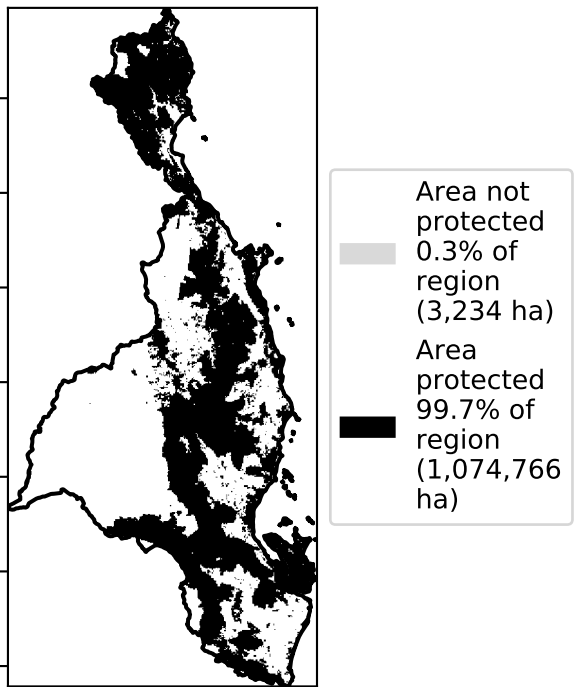 Area not
protected
0.3% of
region
(3,234 ha)
Area
protected
99.7% of
region
(1,074,766
ha)